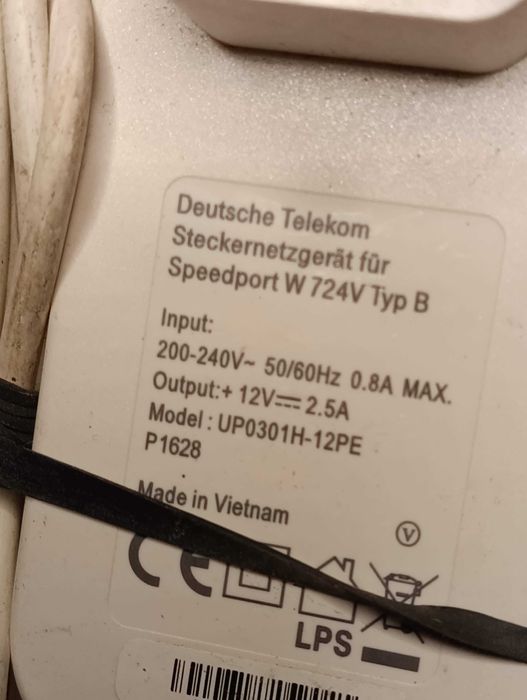 Deutsche Telekom
Steckernetzgerät für
Speedport W 724V Typ B
Input:
200-240V~ 50/60Hz 0.8A MAX.
Output:+ 12V⎓ 2.5A
Model : UP0301H-12PE
P1628
Made in Vietnam
V
CE
LPS